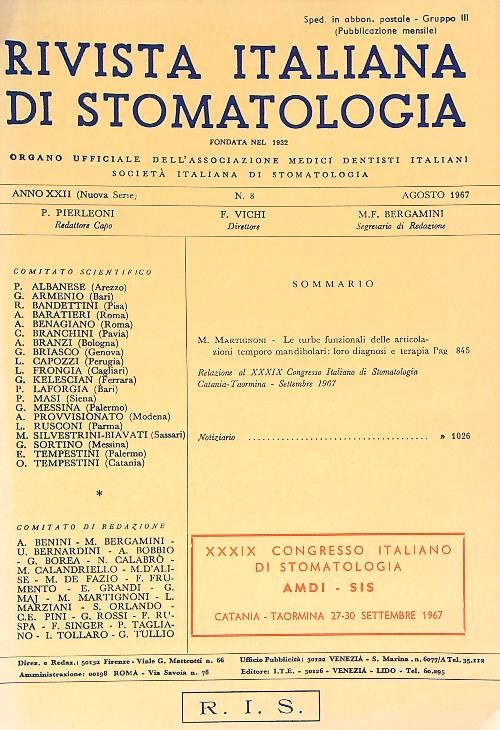 Sped. in abbon. postale - Gruppo III
(Pubblicazione mensile)
RIVISTA ITALIANA
DI STOMATOLOGIA
FONDATA NEL 1932
ORGANO UFFICIALE DELL'ASSOCIAZIONE MEDICI DENTISTI ITALIANI
SOCIETÀ ITALIANA DI STOMATOLOGIA
ANNO XXII (Nuova Serie) N. 8 AGOSTO 1967
P. PIERLEONI F. VICHI M.F. BERGAMINI
Redattore Capo Direttore Segretario di Redazione
COMITATO SCIENTIFICO
P. ALBANESE (Arezzo)
G. ARMENIO (Bari)
R. BANDETTINI (Pisa)
A. BARATIERI (Roma)
A. BENAGIANO (Roma)
C. BRANCHINI (Pavia)
A. BRANZI (Bologna)
G. BRIASCO (Genova)
L. CAPOZZI (Perugia)
L. FRONGIA (Cagliari)
G. KELESCIAN (Ferrara)
P. LAFORGIA (Bari)
P. MASI (Siena)
G. MESSINA (Palermo)
A. PROVVISIONATO (Modena)
L. RUSCONI (Parma)
M. SILVESTRINI-BIAVATI (Sassari)
G. SORTINO (Messina)
E. TEMPESTINI (Palermo)
O. TEMPESTINI (Catania)
*
COMITATO DI REDAZIONE
A. BENINI - M. BERGAMINI -
U. BERNARDINI - A. BOBBIO
- G. BOREA - N. CALABRÒ -
M. CALANDRIELLO - M.D'ALI-
SE - M. DE FAZIO - F. FRU-
MENTO - E. GRANDI - G.
MAJ - M. MARTIGNONI - L.
MARZIANI - S. ORLANDO -
C.E. PINI - G. ROSSI - F. RU-
SPA - F. SINGER - P. TAGLIA-
NO - I. TOLLARO - G. TULLIO
SOMMARIO
M. MARTIGNONI - Le turbe funzionali delle articola-
zioni temporo mandibolari: loro diagnosi e terapia Pag 845
Relazione al XXXIX Congresso Italiano di Stomatologia
Catania-Taormina - Settembre 1967
Notiziario .................................... » 1026
XXXIX CONGRESSO ITALIANO
DI STOMATOLOGIA
AMDI - SIS
CATANIA - TAORMINA 27-30 SETTEMBRE 1967
Direz. e Redaz.: 50132 Firenze - Viale G. Matteotti n. 66 Ufficio Pubblicità: 30122 VENEZIA - S. Marina, n. 6077/A Tel. 35.112
Amministrazione: 00198 ROMA - Via Savoia n. 78 Editore: I.T.E. - 30126 - VENEZIA - LIDO - Tel. 60.295
R. I. S.